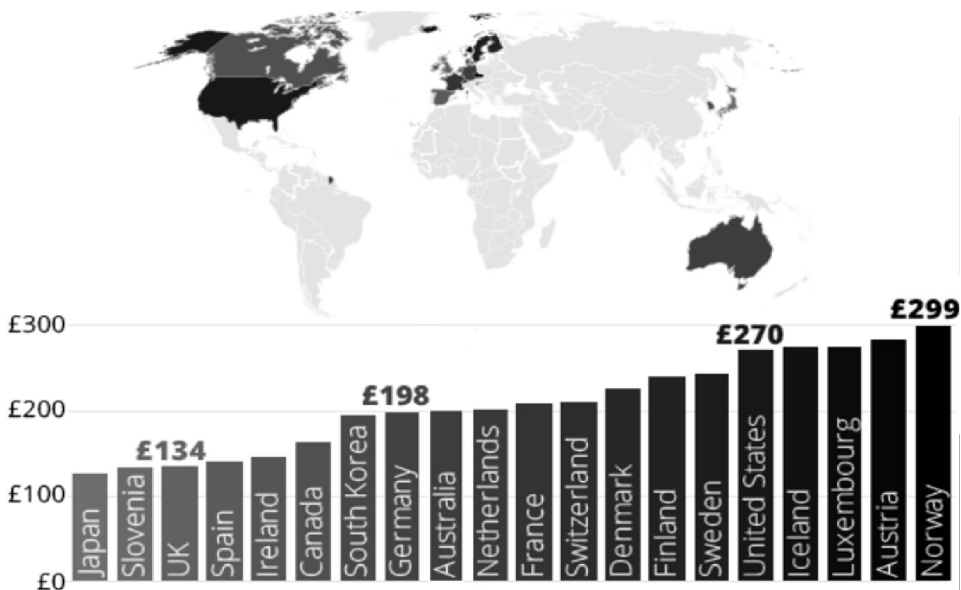 £300
£200
£100
£0
£134
£198
£270
£299
Japan
Slovenia
UK
Spain
Ireland
Canada
South Korea
Germany
Australia
Netherlands
France
Switzerland
Denmark
Finland
Sweden
United States
Iceland
Luxembourg
Austria
Norway